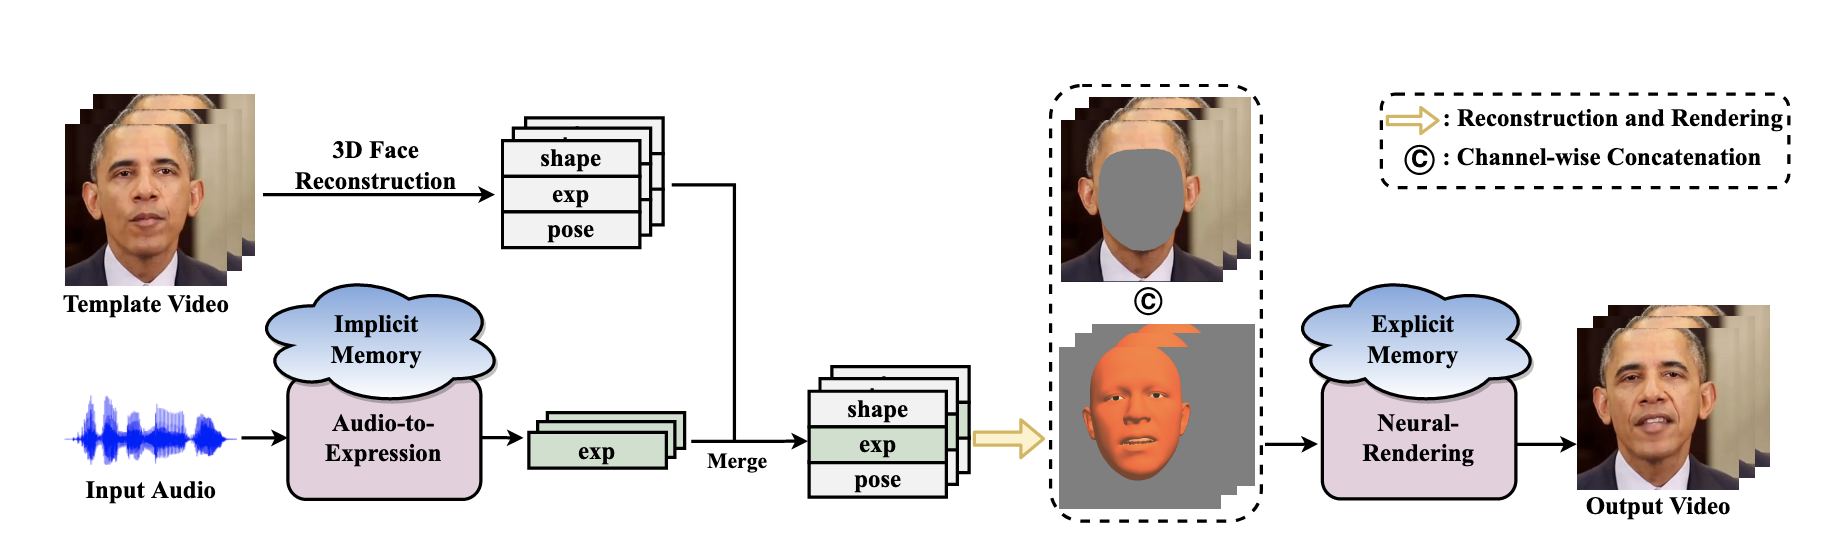 3D Face
Reconstruction
shape
exp
pose
Template Video
Implicit
Memory
Audio-to-
Expression
Input Audio
exp
Merge
shape
exp
pose
©
: Reconstruction and Rendering
© : Channel-wise Concatenation
Explicit
Memory
Neural-
Rendering
Output Video